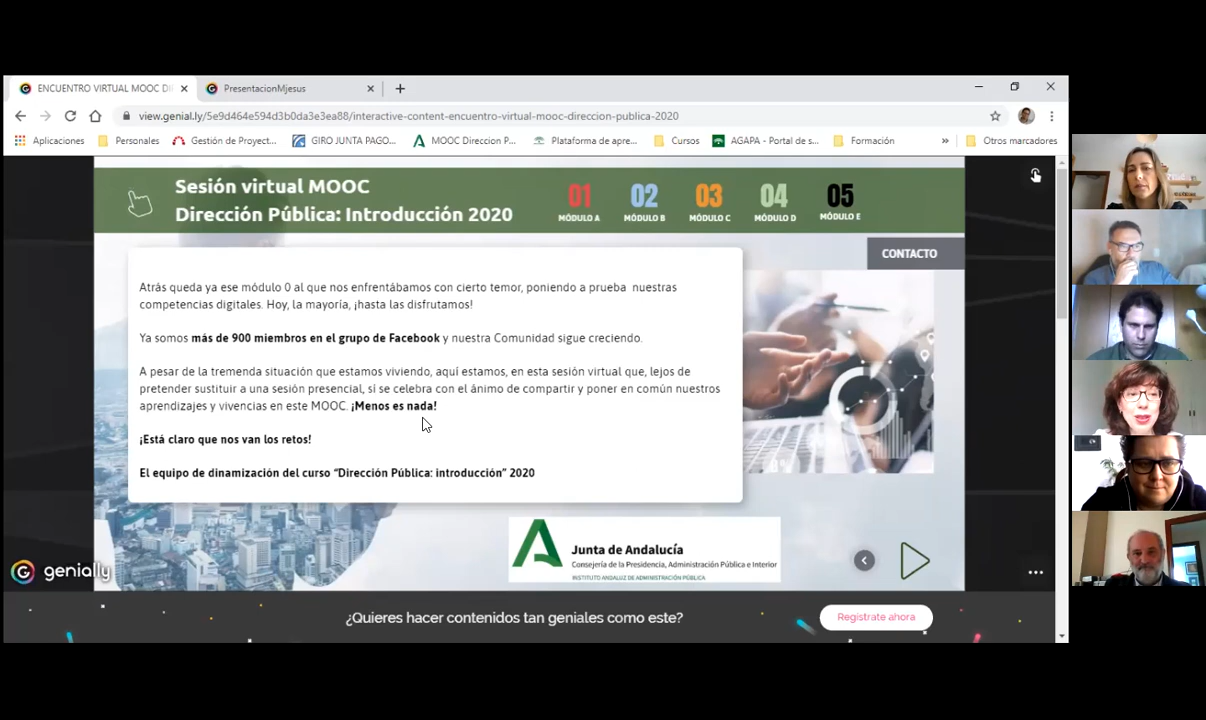 ENCUENTRO VIRTUAL MOOC DI
PresentacionMjesus
view.genial.ly/5e9d464e594d3b0da3e3ea88/interactive-content-encuentro-virtual-mooc-direccion-publica-2020
Aplicaciones
Personales
Gestión de Proyect...
GIRO JUNTA PAGO...
MOOC Direccion P...
Plataforma de apre...
Cursos
AGAPA - Portal de s...
Formación
»
Otros marcadores
Sesión virtual MOOC
Dirección Pública: Introducción 2020
01
MÓDULO A
02
MÓDULO B
03
MÓDULO C
04
MÓDULO D
05
MÓDULO E
CONTACTO
Atrás queda ya ese módulo 0 al que nos enfrentábamos con cierto temor, poniendo a prueba nuestras
competencias digitales. Hoy, la mayoría, ¡hasta las disfrutamos!
Ya somos más de 900 miembros en el grupo de Facebook y nuestra Comunidad sigue creciendo.
A pesar de la tremenda situación que estamos viviendo, aquí estamos, en esta sesión virtual que, lejos de
pretender sustituir a una sesión presencial, sí se celebra con el ánimo de compartir y poner en común nuestros
aprendizajes y vivencias en este MOOC. ¡Menos es nada!
¡Está claro que nos van los retos!
El equipo de dinamización del curso “Dirección Pública: introducción” 2020
Junta de Andalucía
Consejería de la Presidencia, Administración Pública e Interior
INSTITUTO ANDALUZ DE ADMINISTRACIÓN PÚBLICA
genially
¿Quieres hacer contenidos tan geniales como este?
Regístrate ahora